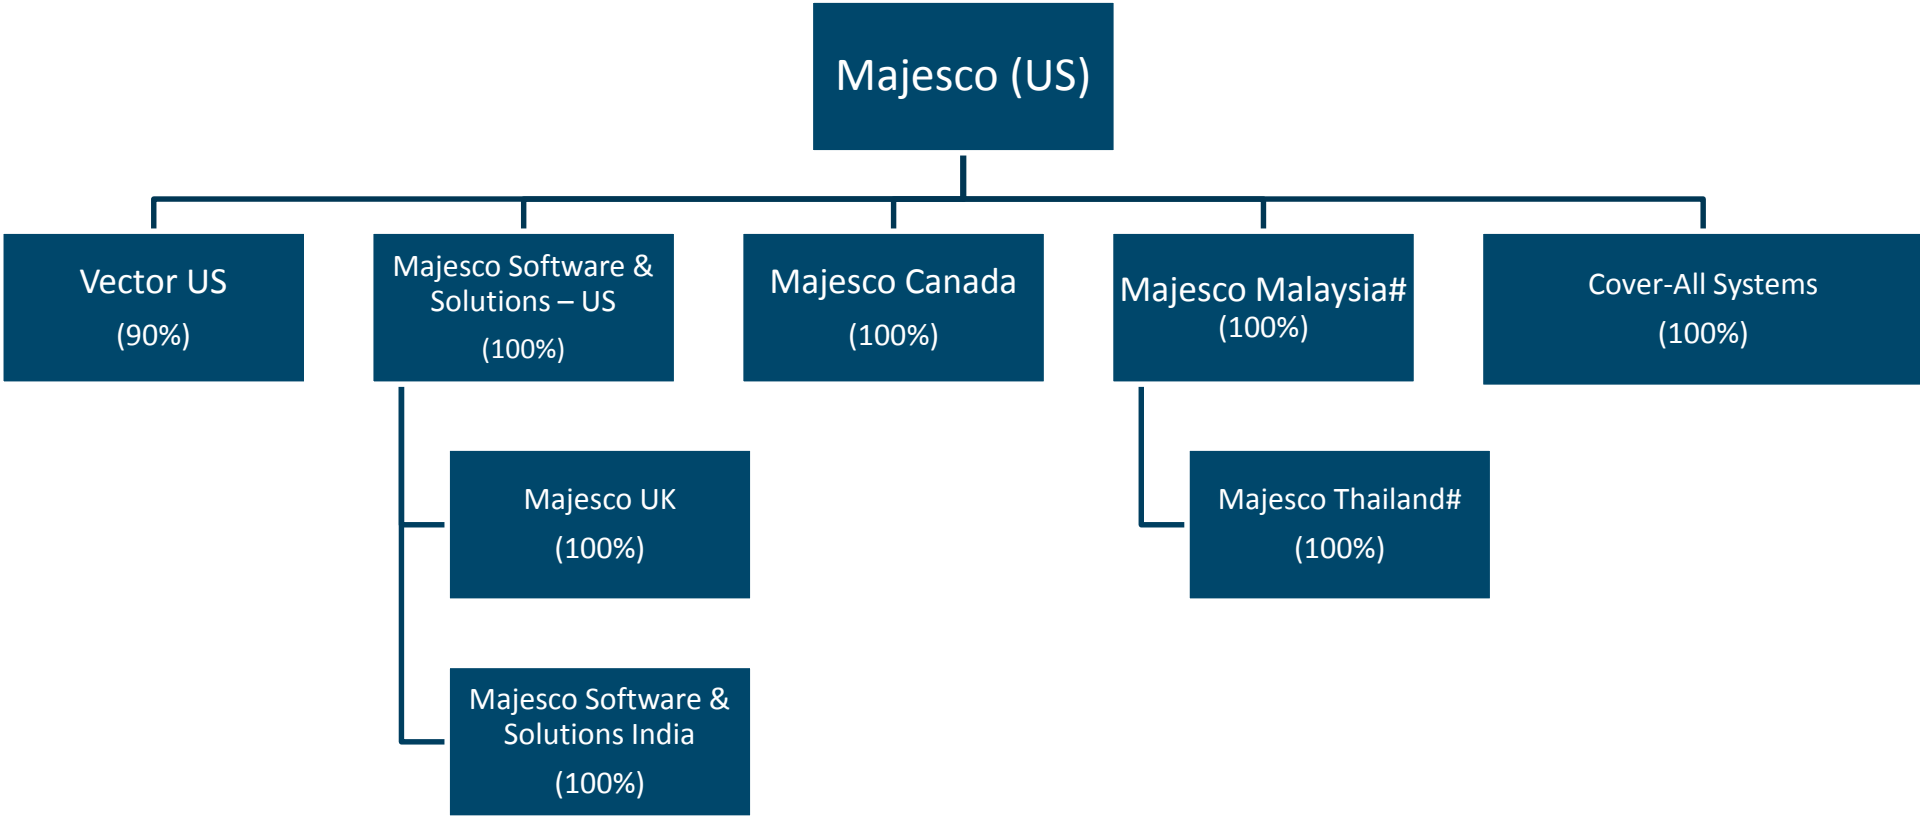 Majesco (US)
Vector US
(90%)
Majesco Software &
Solutions – US
(100%)
Majesco Canada
(100%)
Majesco Malaysia#
(100%)
Cover-All Systems
(100%)
Majesco UK
(100%)
Majesco Thailand#
(100%)
Majesco Software &
Solutions India
(100%)